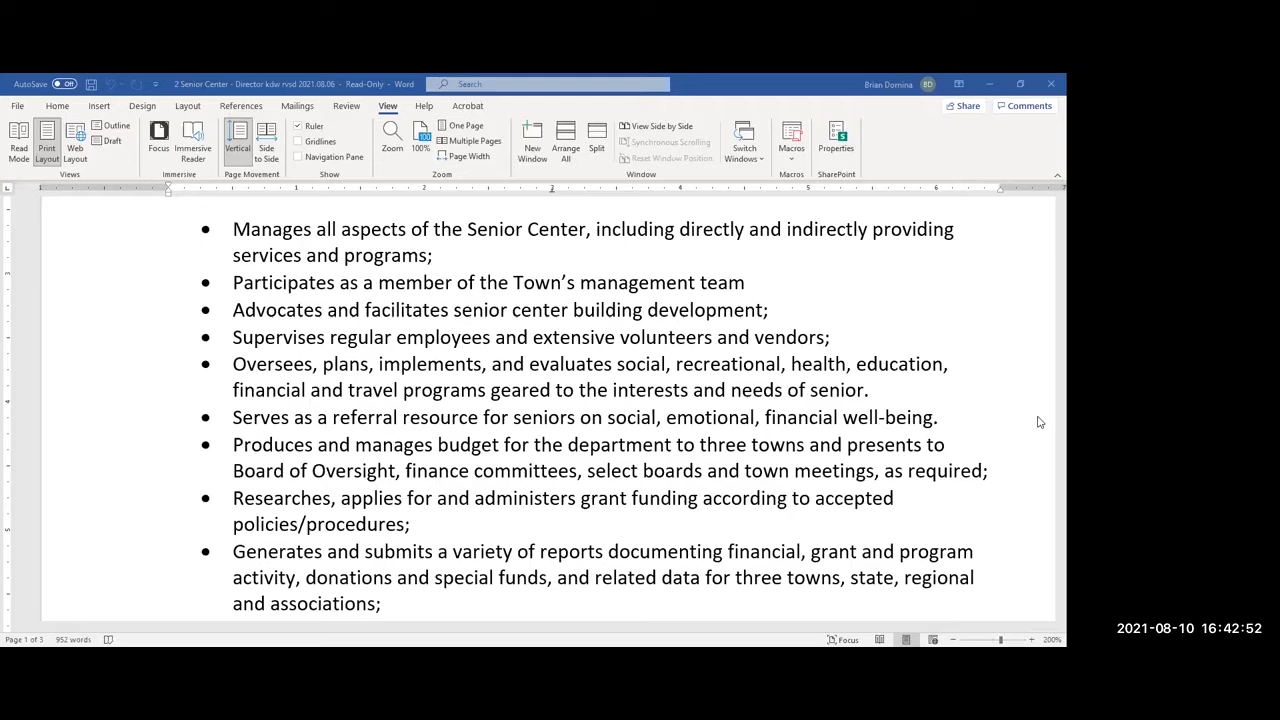 AutoSave Off 2 Senior Center - Director kdw rvsd 2021.08.06 - Read-Only - Word Search Brian Domina BD
File Home Insert Design Layout References Mailings Review View Help Acrobat Share Comments
Read Mode Print Layout Web Layout Outline Draft Focus Immersive Reader Vertical Side to Side Ruler Gridlines Navigation Pane Zoom 100% One Page Multiple Pages Page Width New Window Arrange All Split View Side by Side Synchronous Scrolling Reset Window Position Switch Windows Macros Properties
Views Immersive Page Movement Show Zoom Window Macros SharePoint
1 1 2 3 4 5 6 7
• Manages all aspects of the Senior Center, including directly and indirectly providing
services and programs;
• Participates as a member of the Town’s management team
• Advocates and facilitates senior center building development;
• Supervises regular employees and extensive volunteers and vendors;
• Oversees, plans, implements, and evaluates social, recreational, health, education,
financial and travel programs geared to the interests and needs of senior.
• Serves as a referral resource for seniors on social, emotional, financial well-being.
• Produces and manages budget for the department to three towns and presents to
Board of Oversight, finance committees, select boards and town meetings, as required;
• Researches, applies for and administers grant funding according to accepted
policies/procedures;
• Generates and submits a variety of reports documenting financial, grant and program
activity, donations and special funds, and related data for three towns, state, regional
and associations;
2021-08-10 16:42:52
Page 1 of 3 952 words Focus 200%